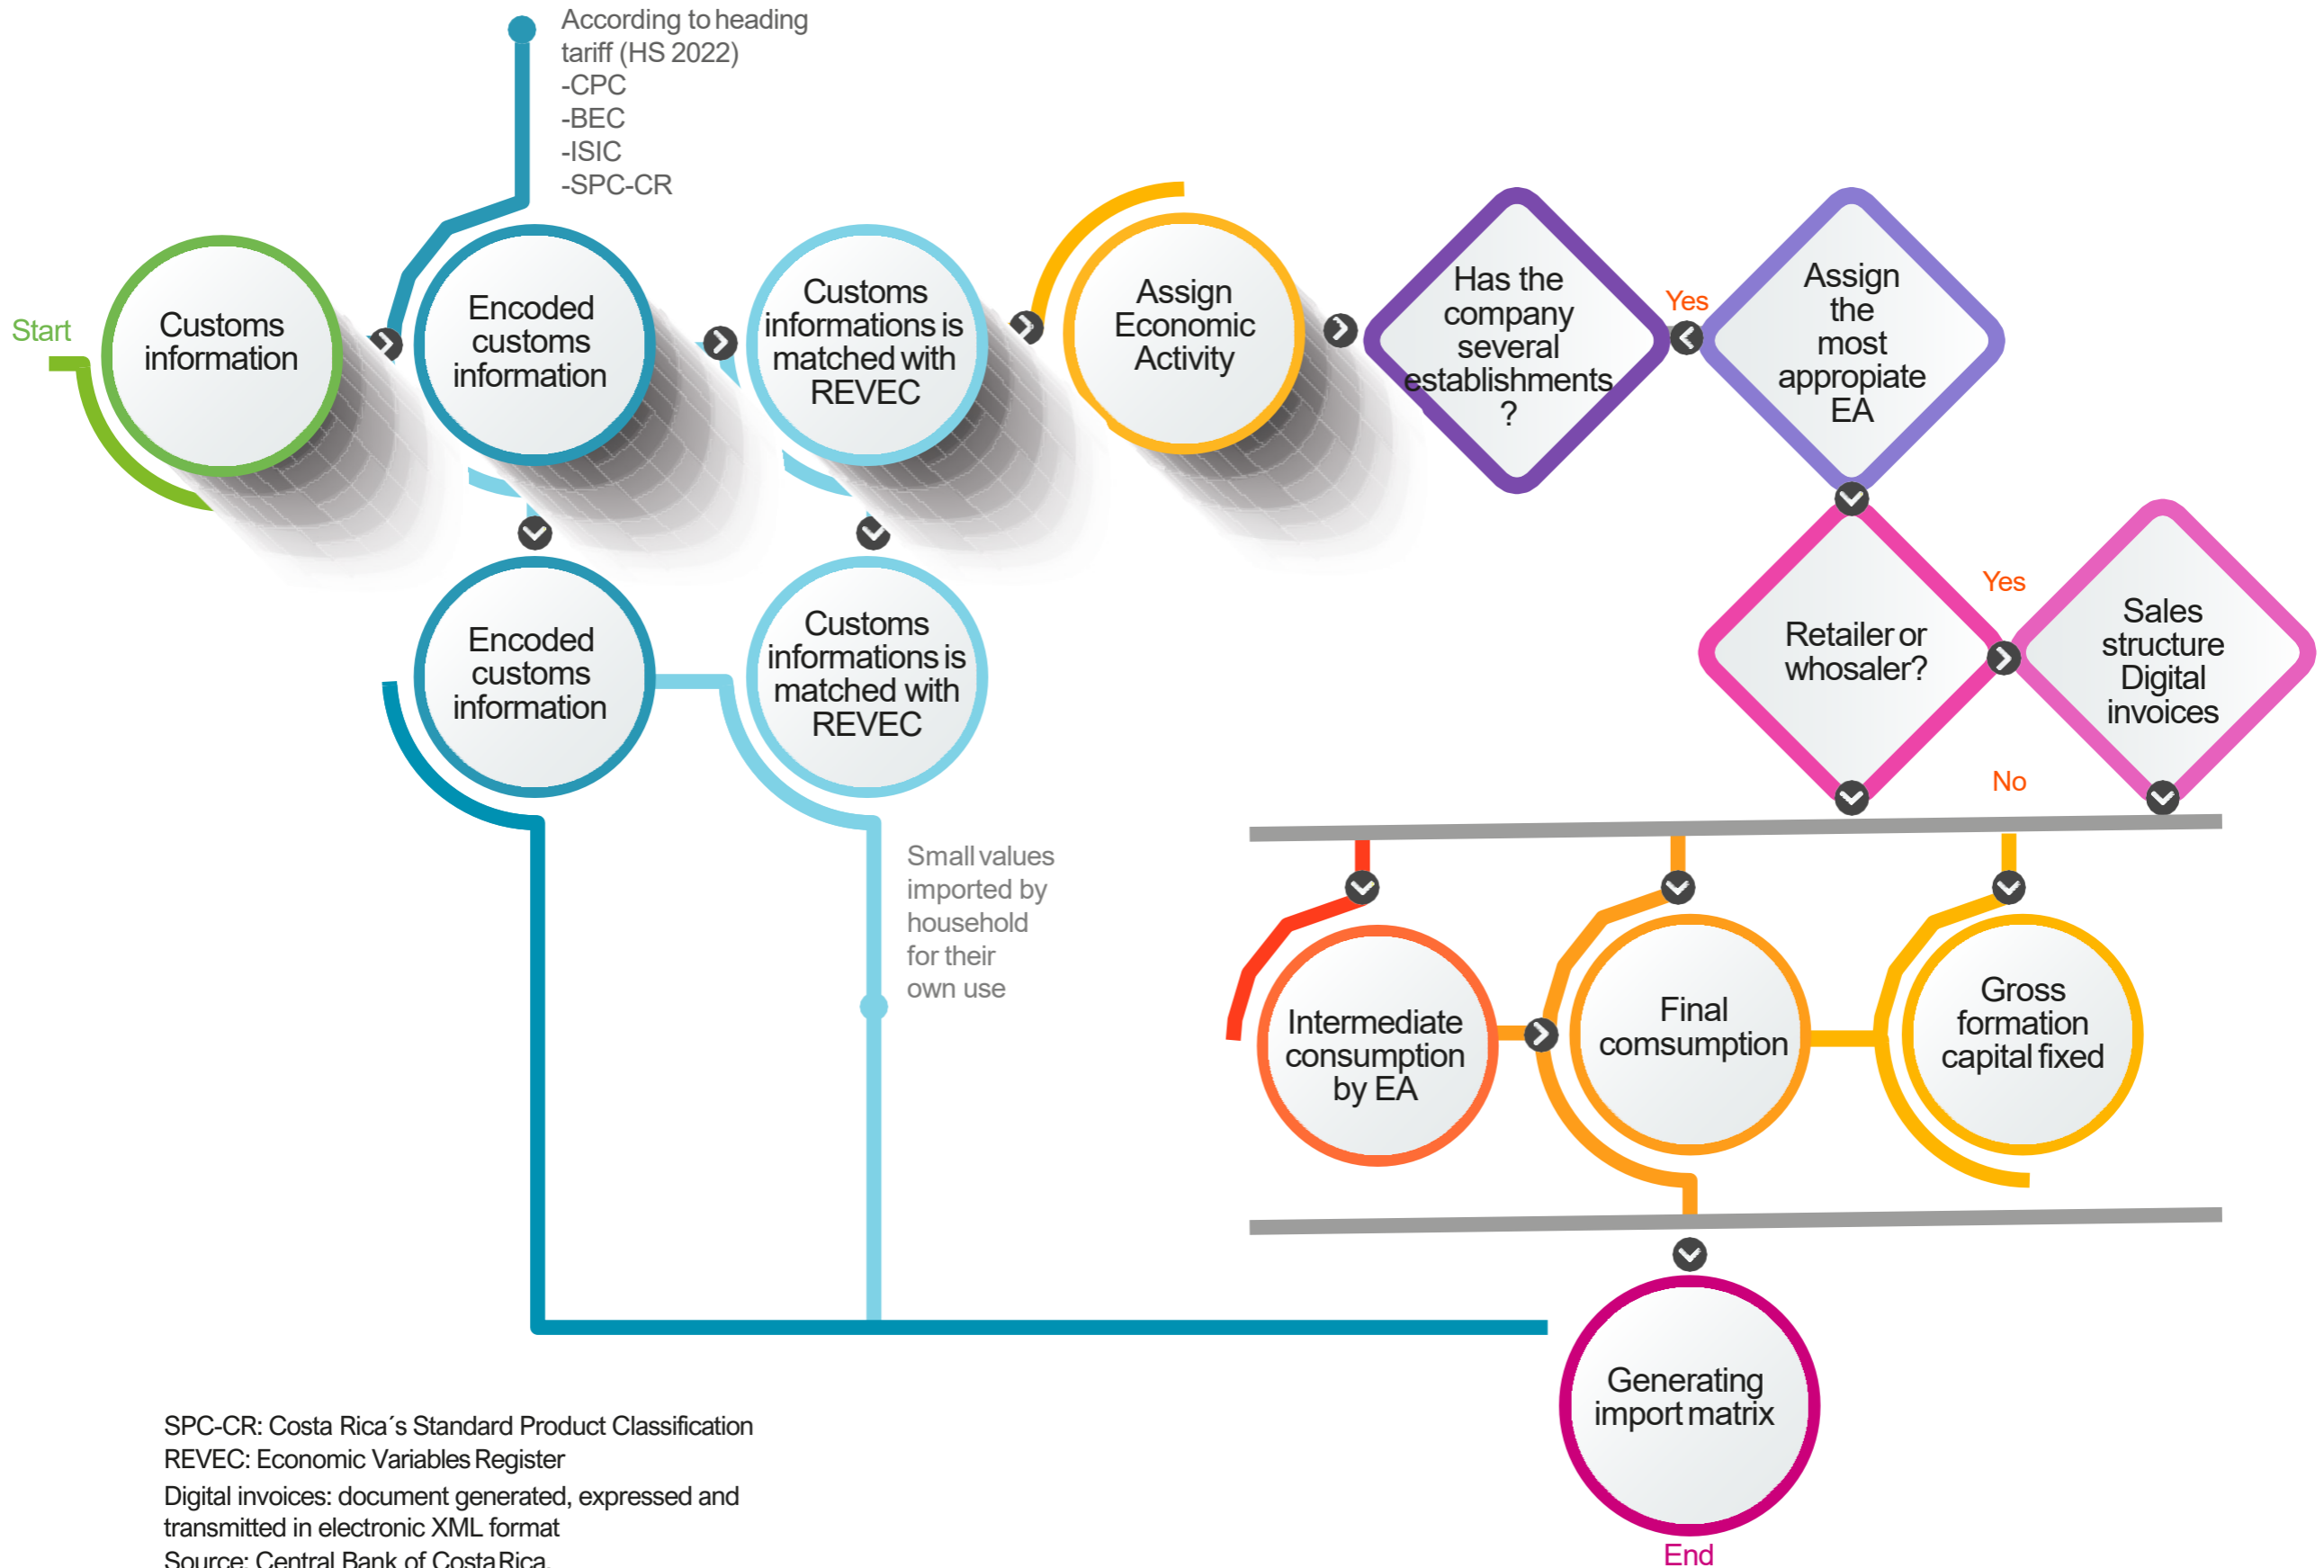 According to heading
tariff (HS 2022)
-CPC
-BEC
-ISIC
-SPC-CR
Start
Customs
information
Encoded
customs
information
Customs
informations is
matched with
REVEC
Assign
Economic
Activity
Has the
company
several
establishments
?
Yes
Assign
the
most
appropiate
EA
Encoded
customs
information
Customs
informations is
matched with
REVEC
Retailer or
whosaler?
Yes
Sales
structure
Digital
invoices
No
Small values
imported by
household
for their
own use
Intermediate
consumption
by EA
Final
comsumption
Gross
formation
capital fixed
Generating
import matrix
End
SPC-CR: Costa Rica´s Standard Product Classification
REVEC: Economic Variables Register
Digital invoices: document generated, expressed and
transmitted in electronic XML format
Source: Central Bank of Costa Rica.